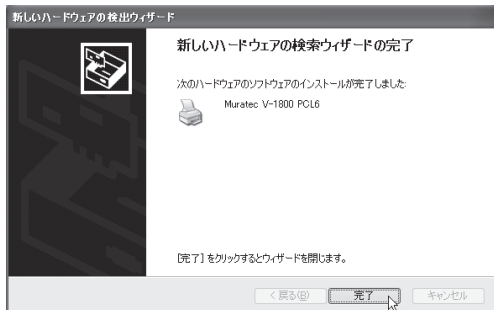 新しいハードウェアの検出ウィザード
新しいハードウェアの検索ウィザードの完了
次のハードウェアのソフトウェアのインストールが完了しました:
Muratec V-1800 PCL6
[完了] をクリックするとウィザードを閉じます。
< 戻る(B)
完了
キャンセル